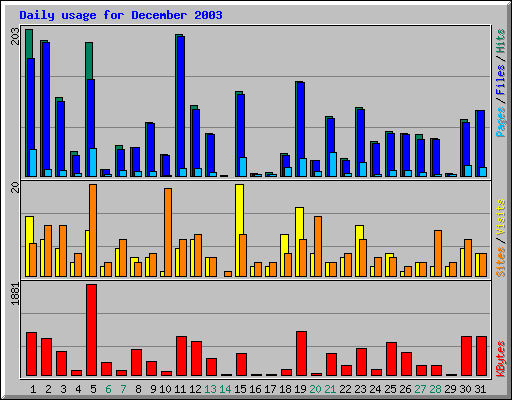 Daily usage for December 2003
203
Pages / Files / Hits
20
Sites / Visits
1881
KBytes
1 2 3 4 5 6 7 8 9 10 11 12 13 14 15 16 17 18 19 20 21 22 23 24 25 26 27 28 29 30 31